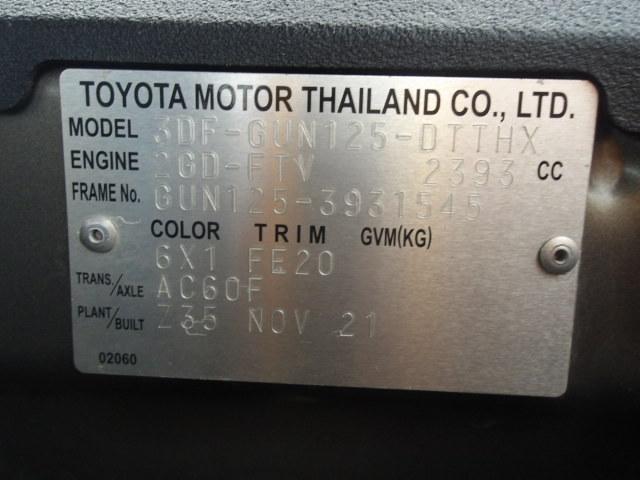 TOYOTA MOTOR THAILAND CO., LTD.
MODEL 3DF-GUN125-DTTHX
ENGINE 2GD-FTV 2393 CC
FRAME No. GUN125-3931545
COLOR TRIM GVM(KG)
6X1 FE20
TRANS/AXLE AC60F
PLANT/BUILT Z35 NOV 21
02060